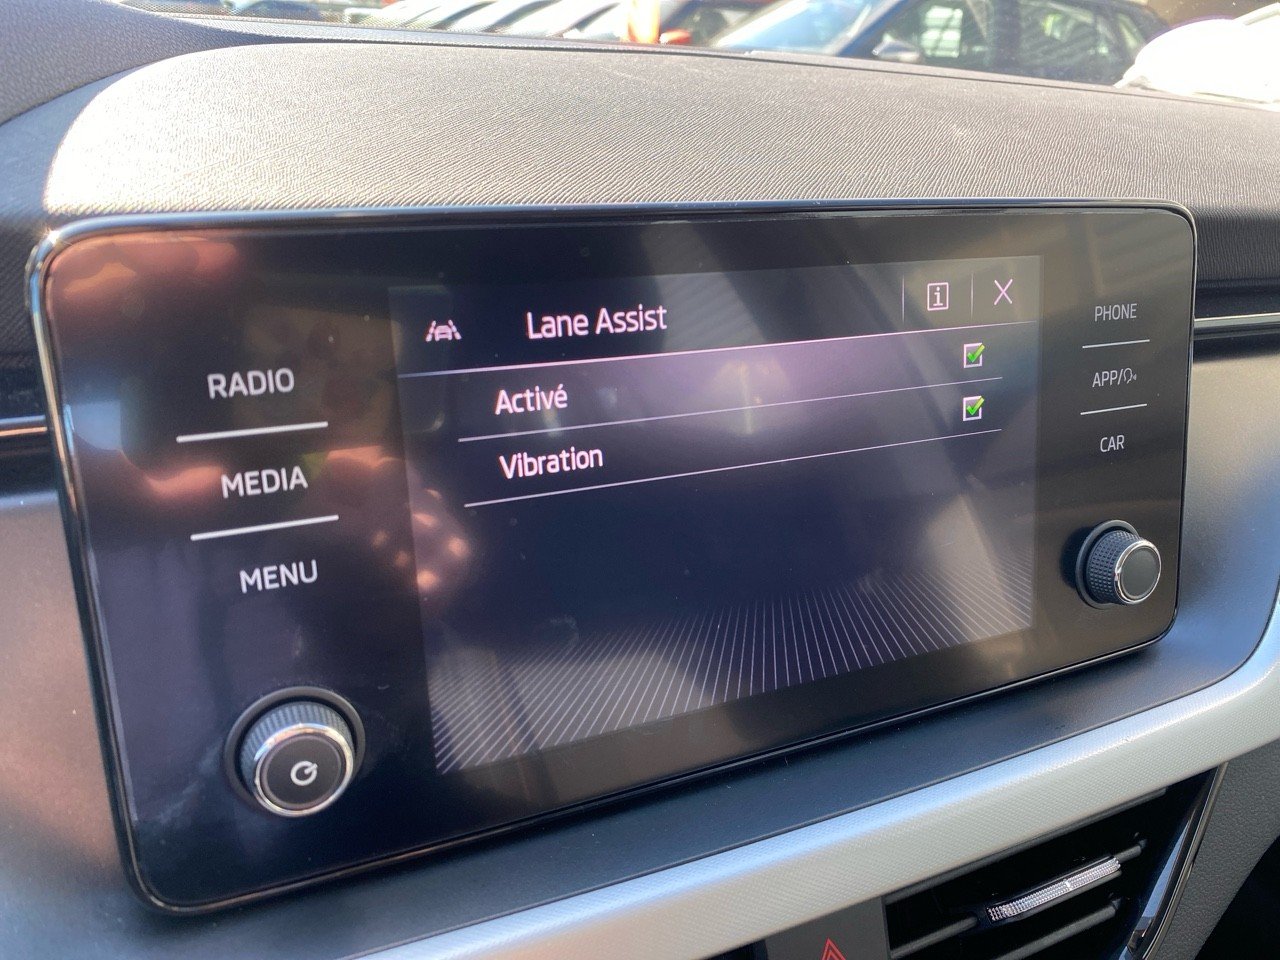 Lane Assist
i
X
RADIO
Activé
MEDIA
Vibration
MENU
PHONE
APP/
CAR